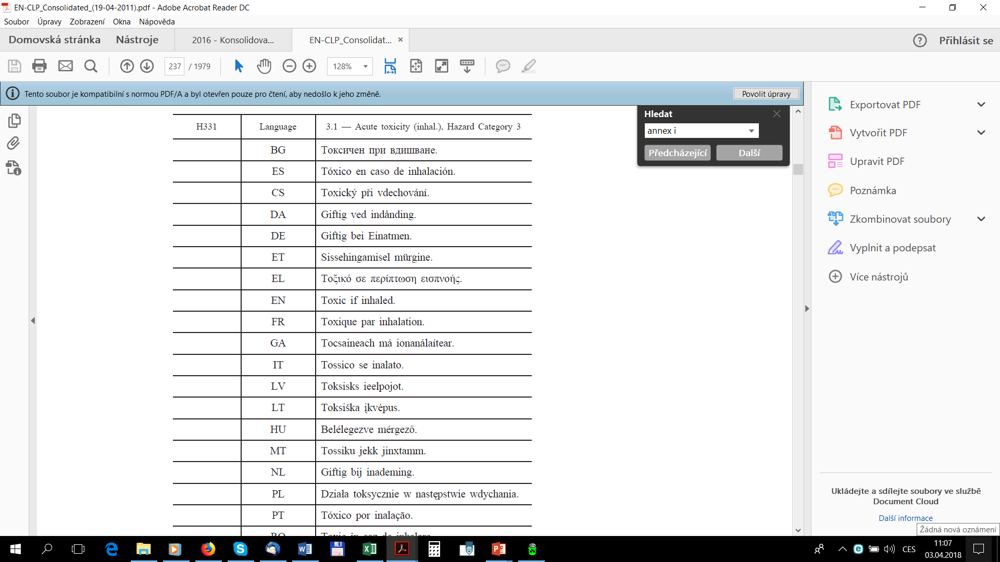 EN-CLP_Consolidated_(19-04-2011).pdf - Adobe Acrobat Reader DC
Soubor Úpravy Zobrazení Okna Nápověda
Domovská stránka Nástroje 2016 - Konsolidova... EN-CLP_Consolidat... Přihlásit se
237 / 1979 128%
Tento soubor je kompatibilní s normou PDF/A a byl otevřen pouze pro čtení, aby nedošlo k jeho změně. Povolit úpravy
H331 Language 3.1 — Acute toxicity (inhal.), Hazard Category 3
BG Токсичен при вдишване.
ES Tóxico en caso de inhalación.
CS Toxický při vdechování.
DA Giftig ved indånding.
DE Giftig bei Einatmen.
ET Sissehingamisel mürgine.
EL Τοξικό σε περίπτωση εισπνοής.
EN Toxic if inhaled.
FR Toxique par inhalation.
GA Tocsaineach má ionanálaítear.
IT Tossico se inalato.
LV Toksisks ieelpojot.
LT Toksiška įkvėpus.
HU Belélegezve mérgező.
MT Tossiku jekk jinxtamm.
NL Giftig bij inademing.
PL Działa toksycznie w następstwie wdychania.
PT Tóxico por inalação.
RO Toxic în caz de inhalare.
Hledat
annex i
Předcházející Další
Exportovat PDF
Vytvořit PDF
Upravit PDF
Poznámka
Zkombinovat soubory
Vyplnit a podepsat
Více nástrojů
Ukládejte a sdílejte soubory ve službě
Document Cloud
Další informace
Žádná nová oznámení
CES
11:07
03.04.2018